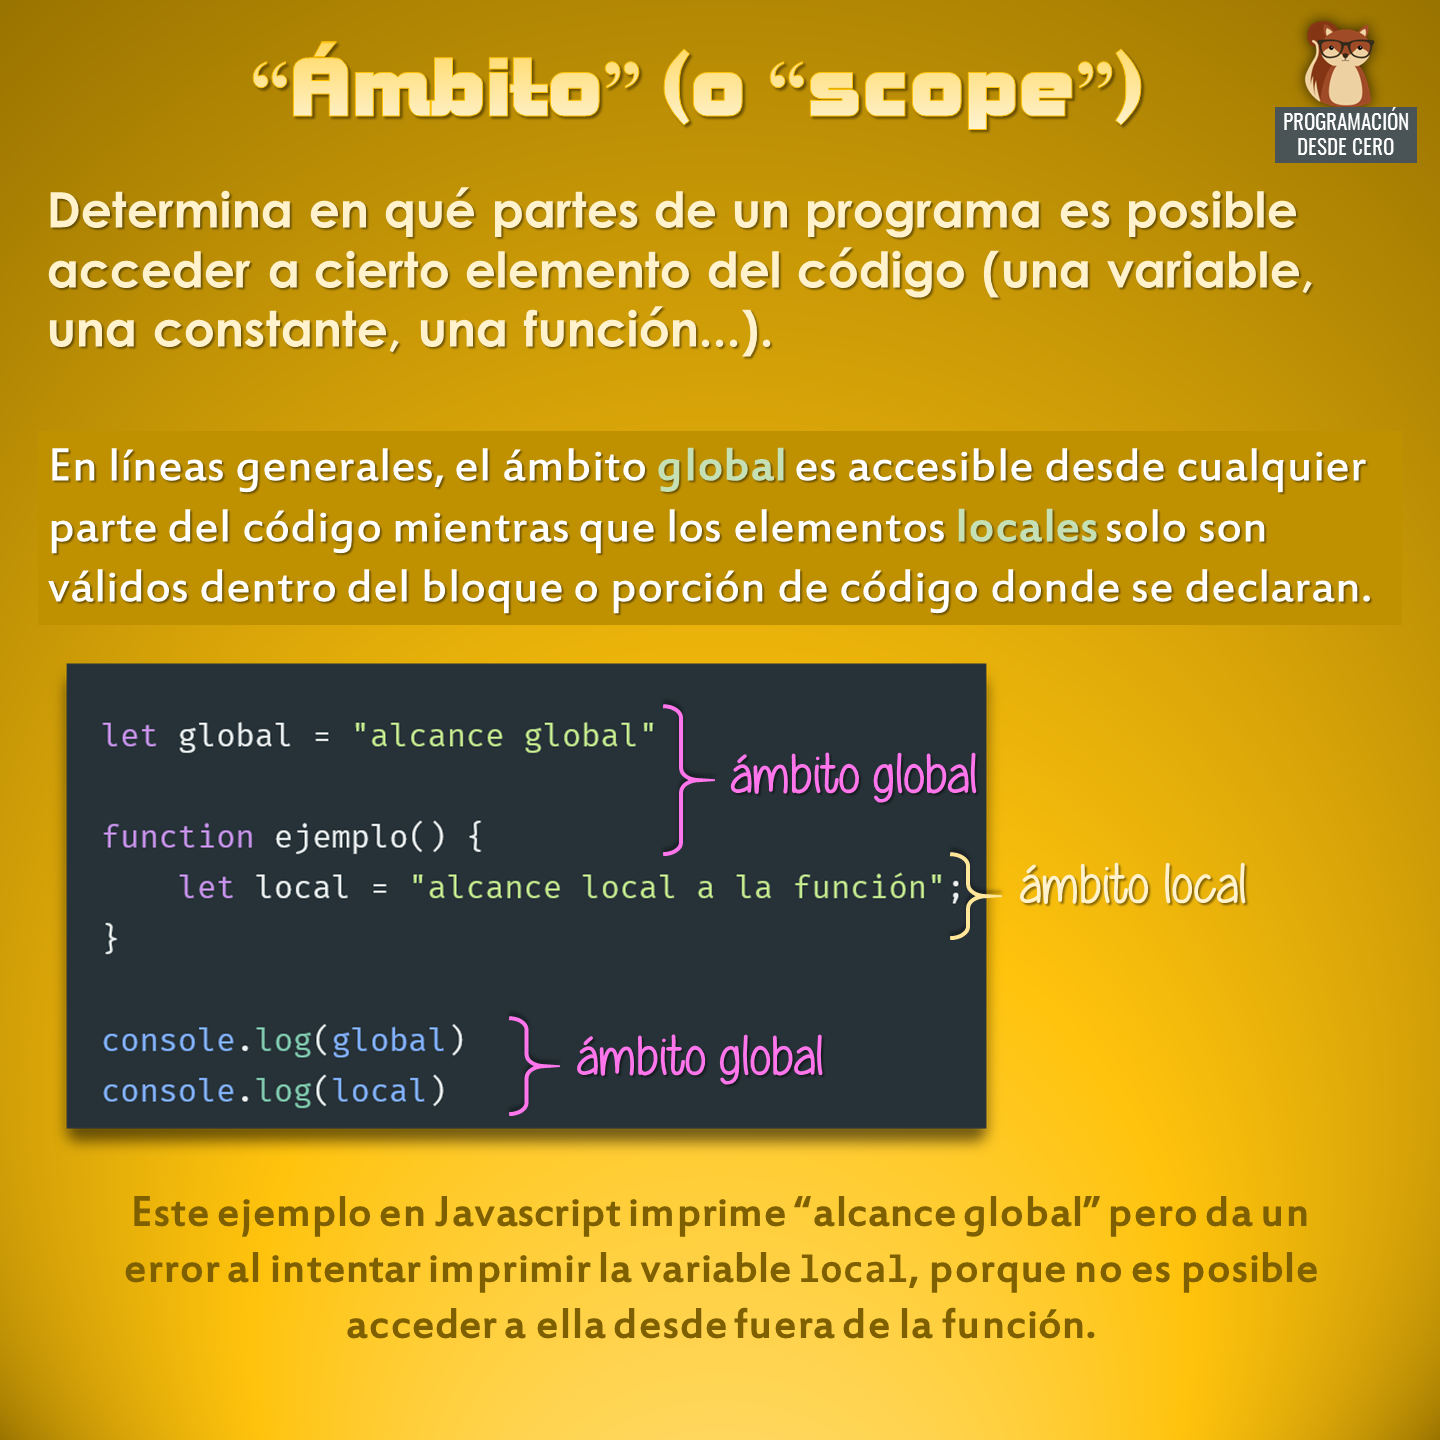 “Ámbito” (o “scope”)
PROGRAMACIÓN
DESDE CERO
Determina en qué partes de un programa es posible
acceder a cierto elemento del código (una variable,
una constante, una función...).
En líneas generales, el ámbito global es accesible desde cualquier
parte del código mientras que los elementos locales solo son
válidos dentro del bloque o porción de código donde se declaran.
let global = "alcance global"
ámbito global
function ejemplo() {
let local = "alcance local a la función";
ámbito local
}
console.log(global)
ámbito global
console.log(local)
Este ejemplo en Javascript imprime “alcance global” pero da un
error al intentar imprimir la variable local, porque no es posible
acceder a ella desde fuera de la función.